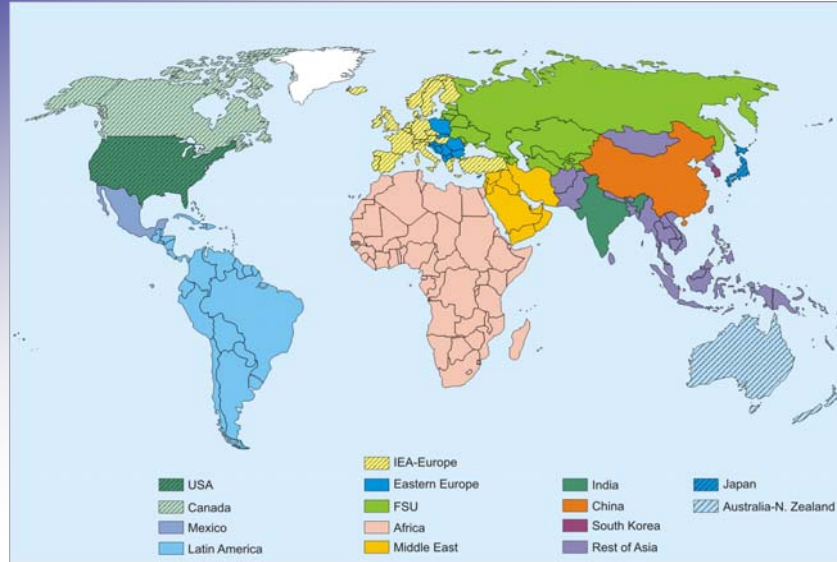 USA
Canada
Mexico
Latin America
IEA-Europe
Eastern Europe
FSU
Africa
Middle East
India
China
South Korea
Rest of Asia
Japan
Australia-N. Zealand